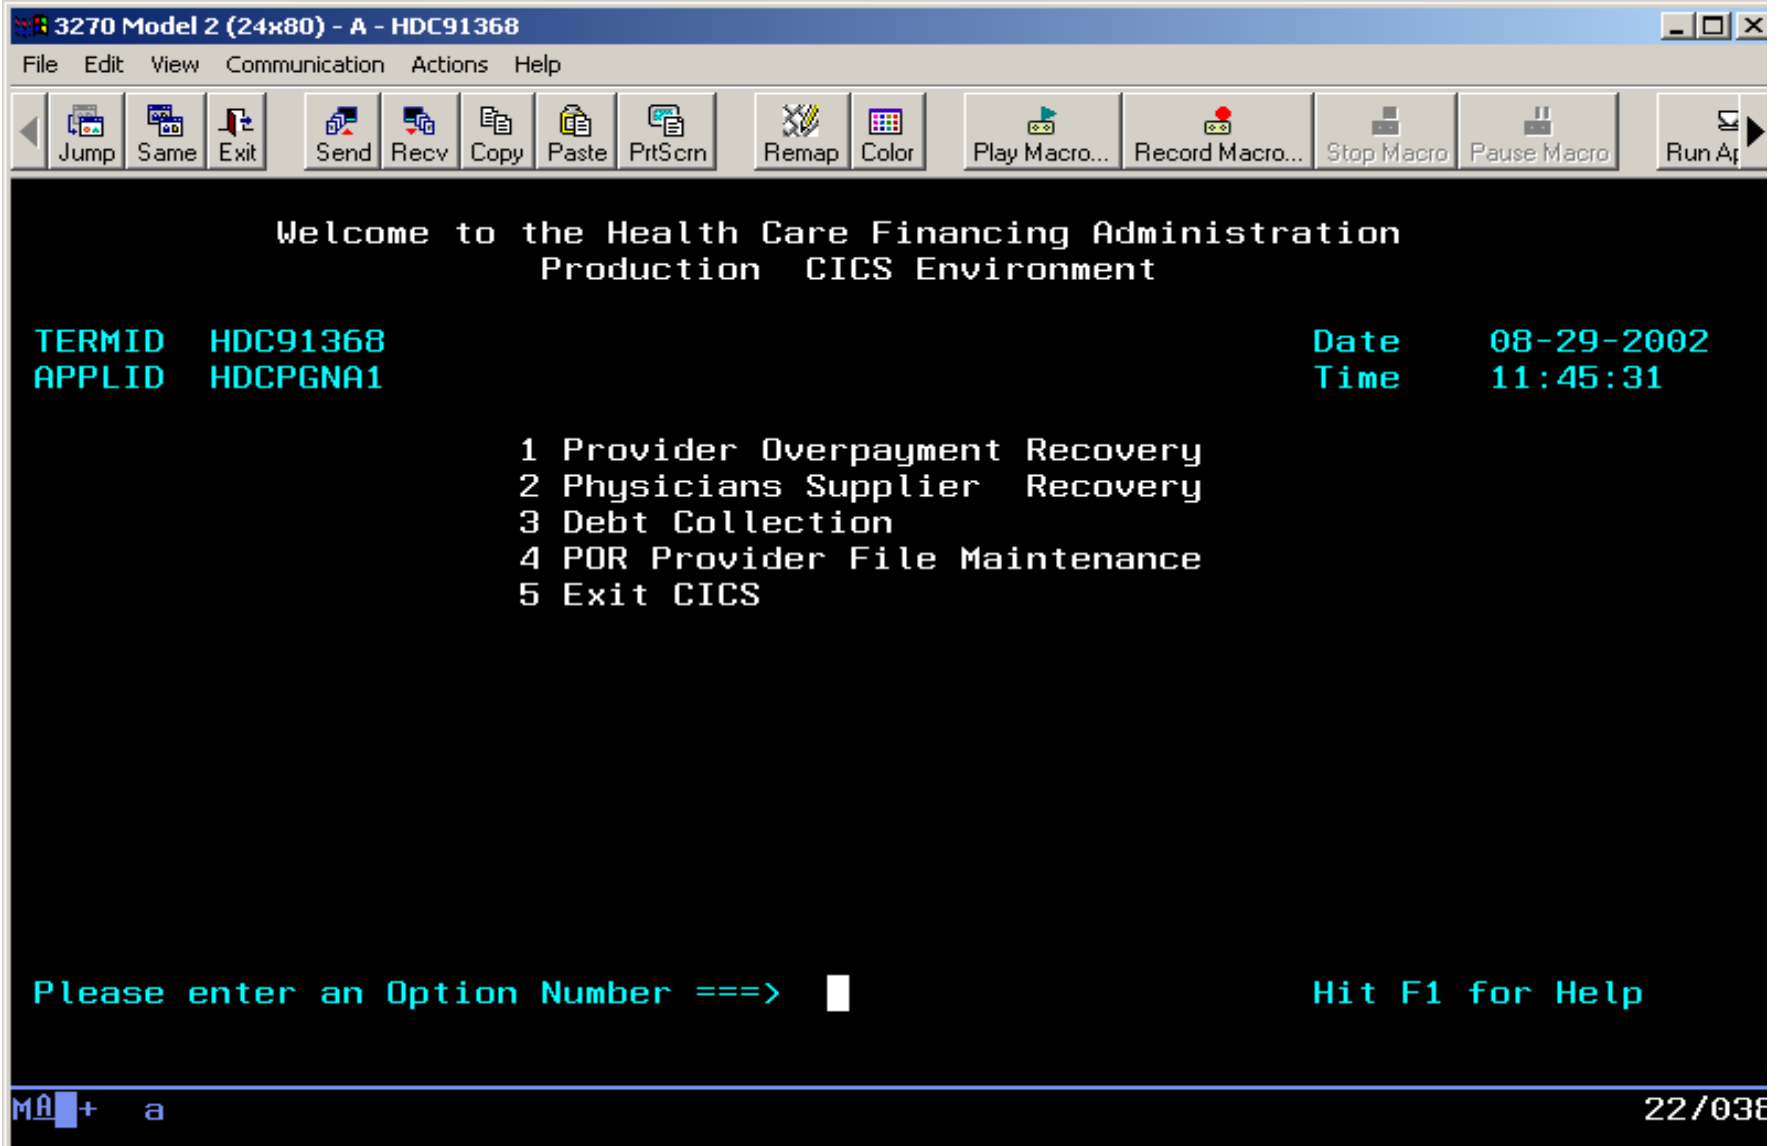 3270 Model 2 (24x80) - A - HDC91368
File Edit View Communication Actions Help
Jump Same Exit Send Recv Copy Paste PrtScrn Remap Color Play Macro... Record Macro... Stop Macro Pause Macro Run
Welcome to the Health Care Financing Administration
Production CICS Environment
TERMID HDC91368 Date 08-29-2002
APPLID HDCPGNA1 Time 11:45:31
1 Provider Overpayment Recovery
2 Physicians Supplier Recovery
3 Debt Collection
4 POR Provider File Maintenance
5 Exit CICS
Please enter an Option Number ===> Hit F1 for Help
MA + a 22/038